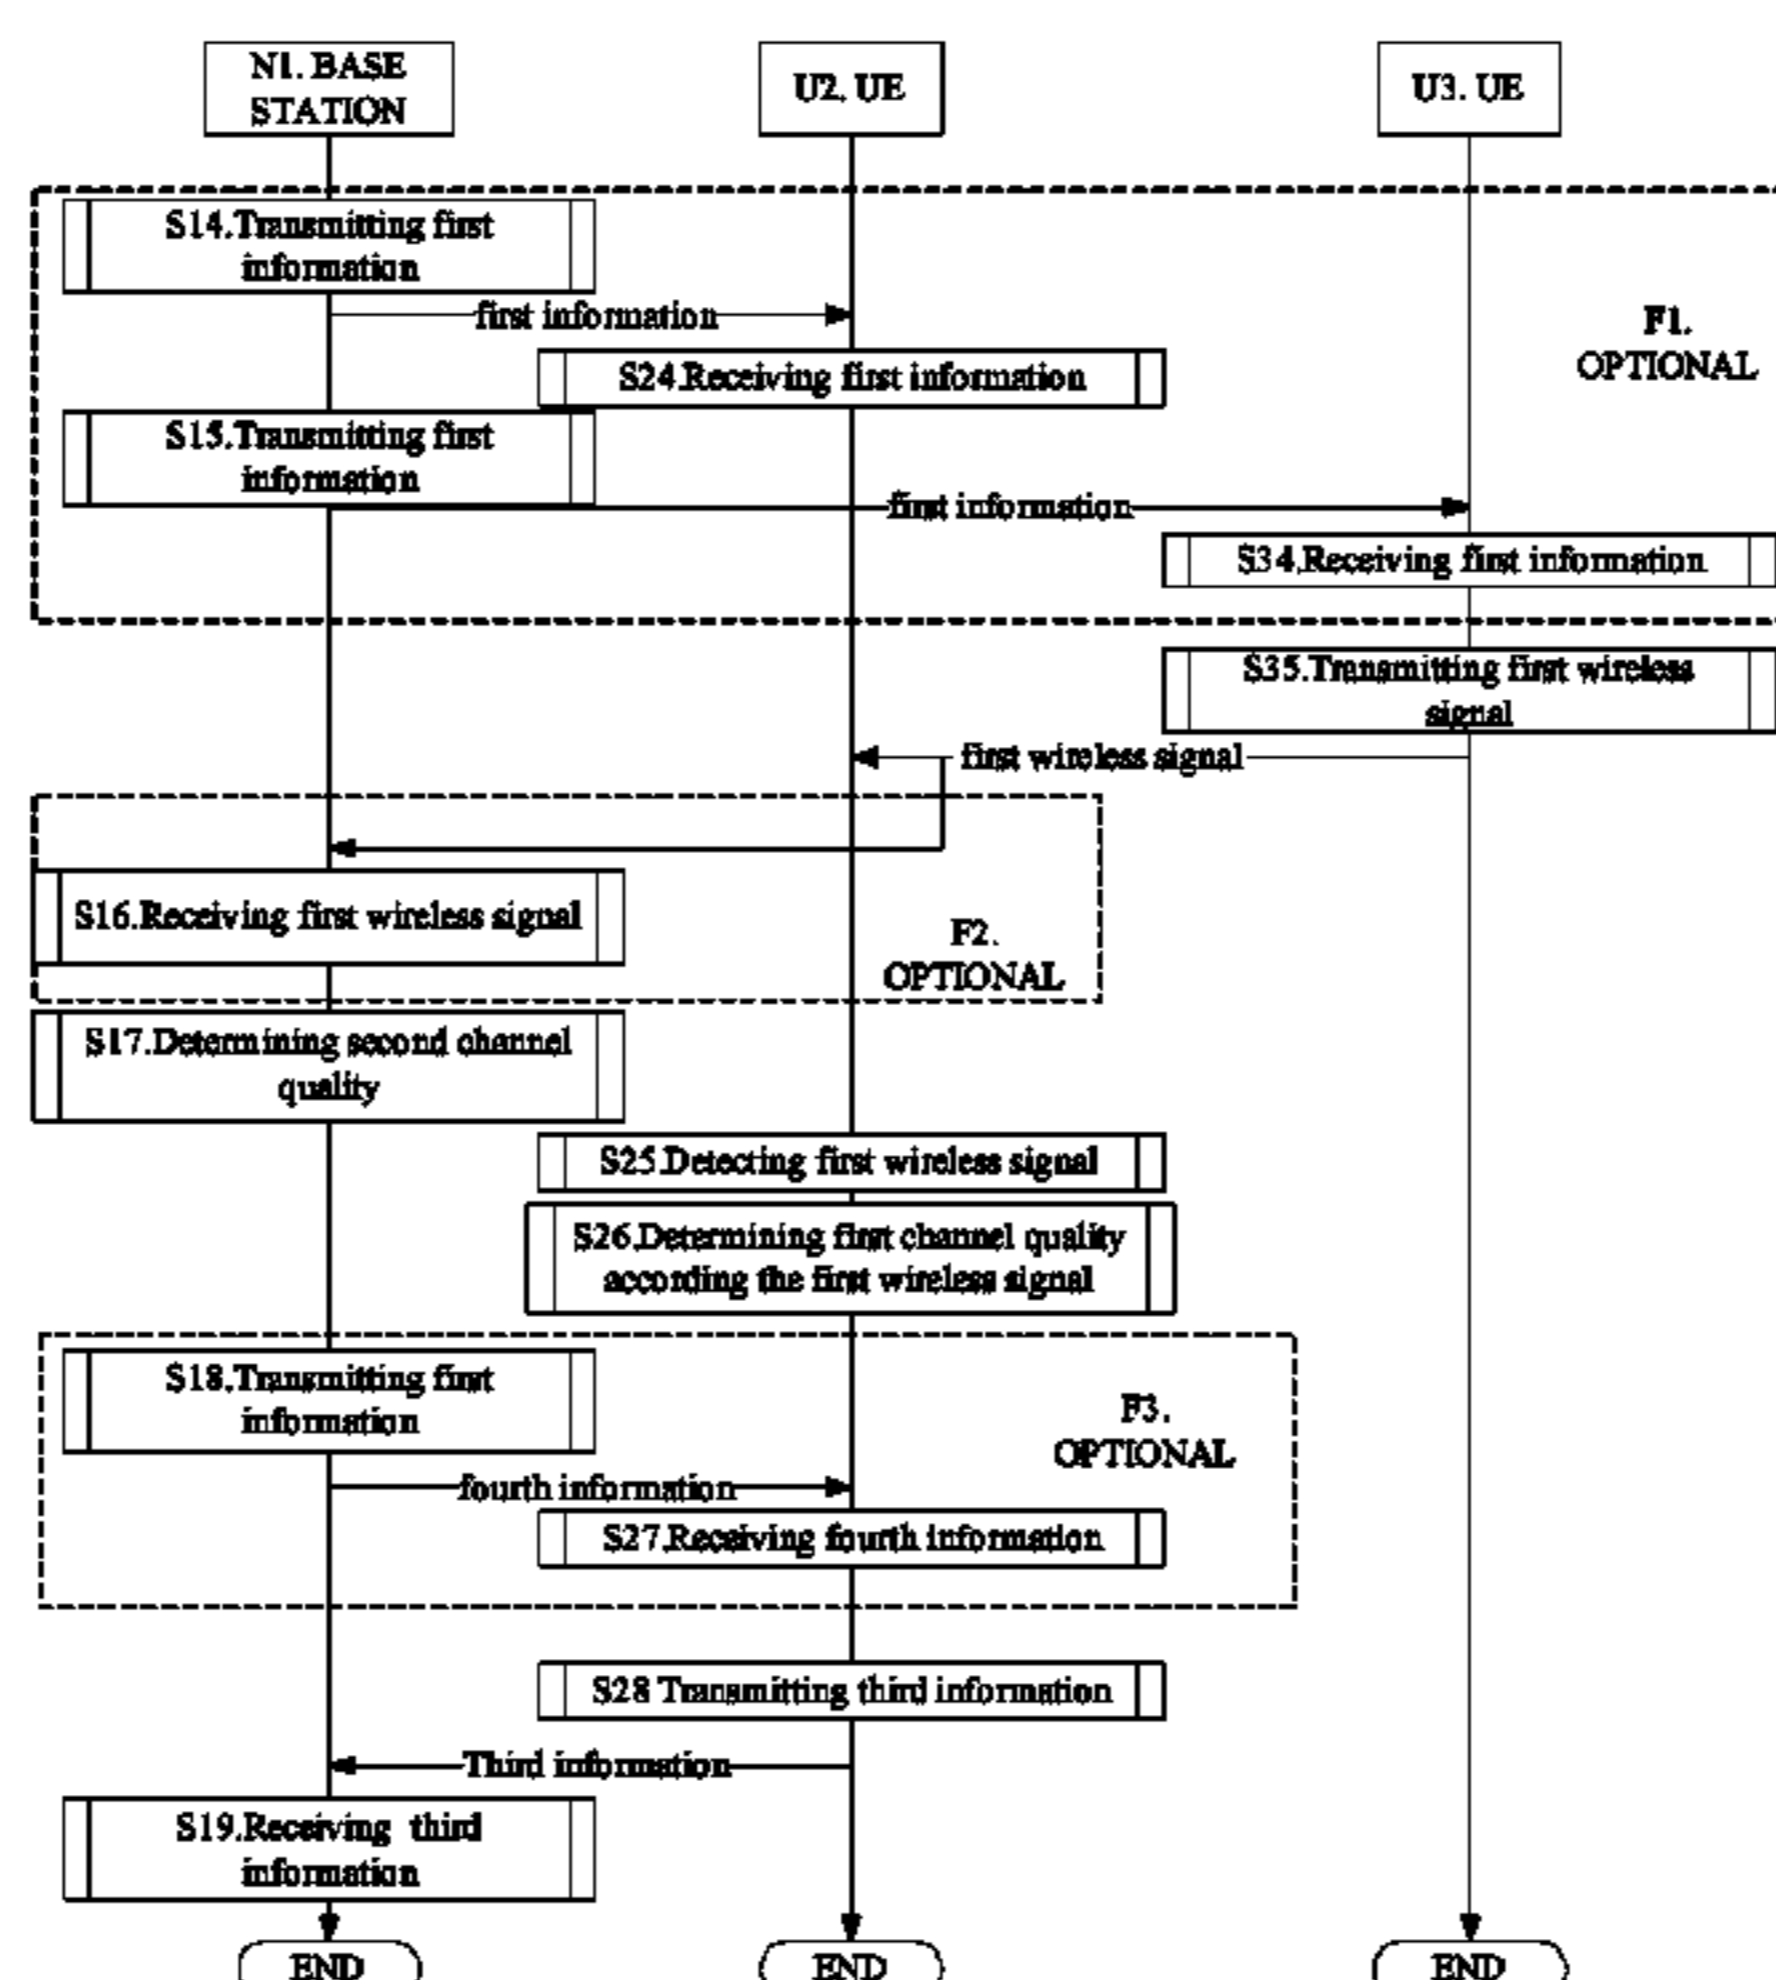 N1. BASE
STATION
U2. UE
U3. UE
S14.Transmitting first
information
first information
F1.
OPTIONAL
S24.Receiving first information
S15.Transmitting first
information
first information
S34.Receiving first information
S35.Transmitting first wireless
signal
first wireless signal
S16.Receiving first wireless signal
F2.
OPTIONAL
S17.Determining second channel
quality
S25.Detecting first wireless signal
S26.Determining first channel quality
according the first wireless signal
S18.Transmitting first
information
F3.
OPTIONAL
fourth information
S27.Receiving fourth information
S28 Transmitting third information
Third information
S19.Receiving third
information
END
END
END